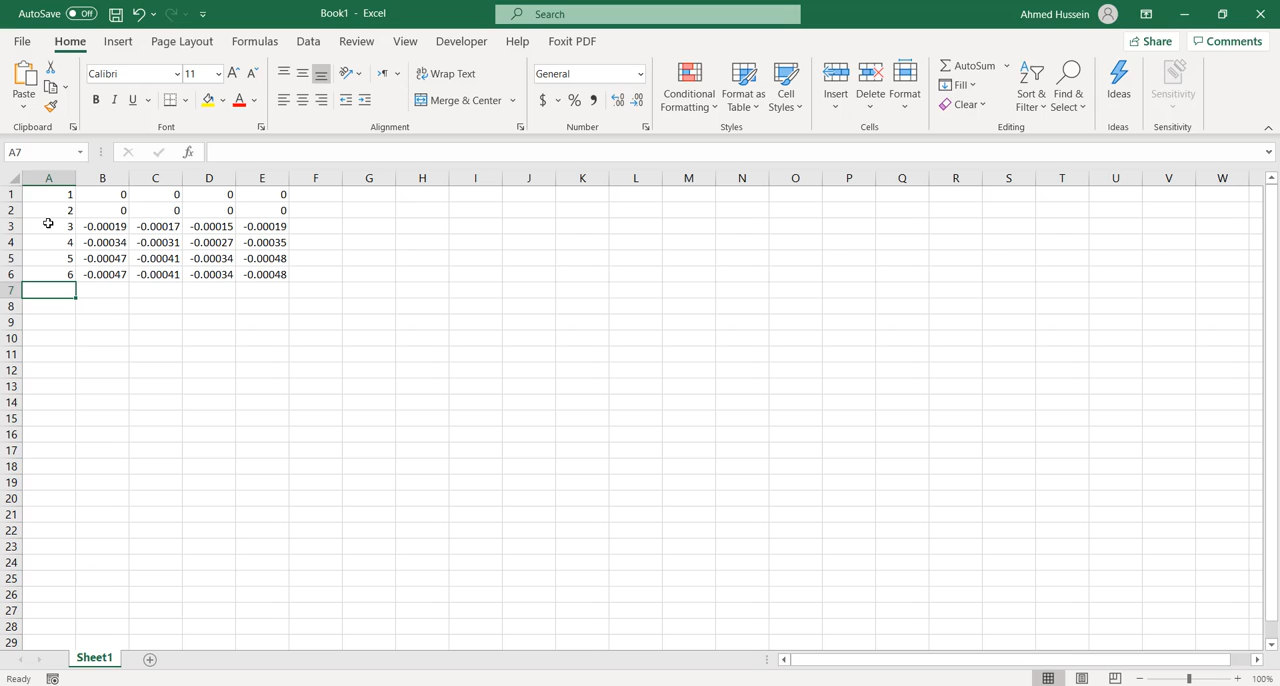 AutoSave Off Book1 - Excel Search Ahmed Hussein
File Home Insert Page Layout Formulas Data Review View Developer Help Foxit PDF Share Comments
Paste Calibri 11 Wrap Text General Conditional Formatting Format as Table Cell Styles Insert Delete Format AutoSum Sort & Filter Find & Select Ideas Sensitivity
B I U A Merge & Center $ % Fill Clear
Clipboard Font Alignment Number Styles Cells Editing Ideas Sensitivity
A7 fx
A B C D E F G H I J K L M N O P Q R S T U V W
1 1 0 0 0 0
2 2 0 0 0 0
3 3 -0.00019 -0.00017 -0.00015 -0.00019
4 4 -0.00034 -0.00031 -0.00027 -0.00035
5 5 -0.00047 -0.00041 -0.00034 -0.00048
6 6 -0.00047 -0.00041 -0.00034 -0.00048
7
8
9
10
11
12
13
14
15
16
17
18
19
20
21
22
23
24
25
26
27
28
29
Sheet1
Ready 100%